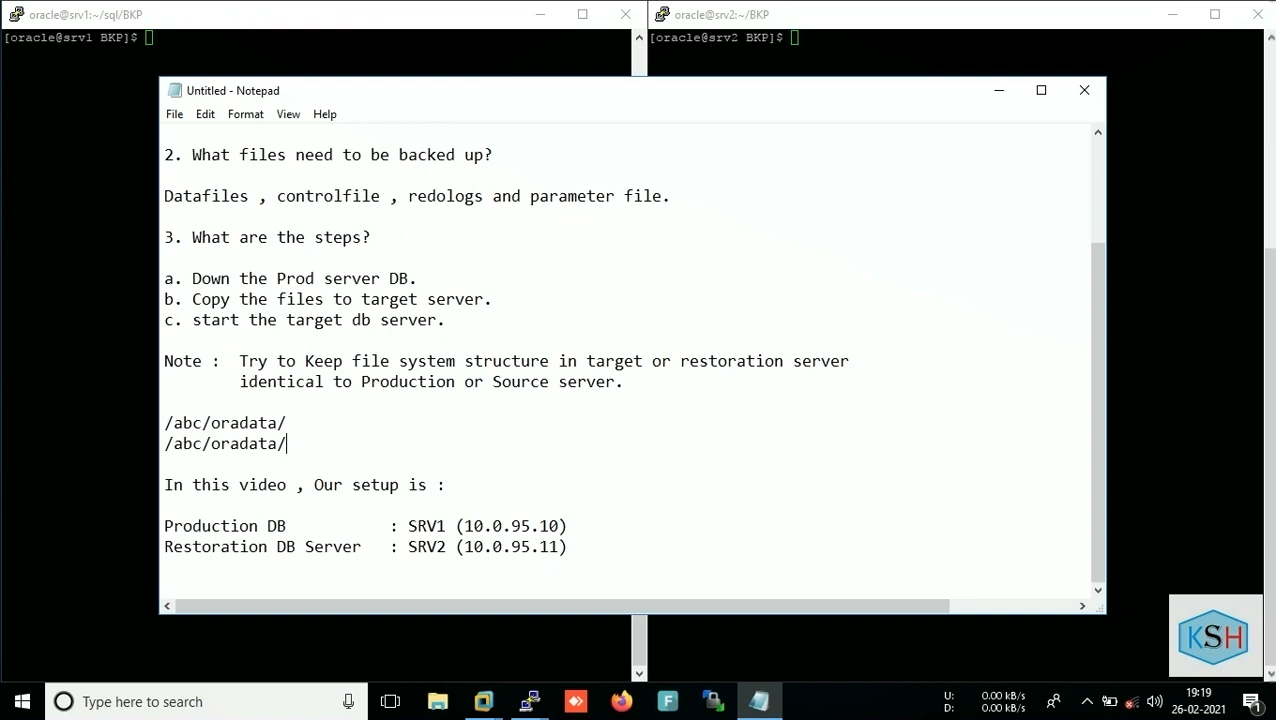 oracle@srv1:~/sql/BKP
oracle@srv2:~/BKP
[oracle@srv1 BKP]$
[oracle@srv2 BKP]$
Untitled - Notepad
File Edit Format View Help
2. What files need to be backed up?
Datafiles , controlfile , redologs and parameter file.
3. What are the steps?
a. Down the Prod server DB.
b. Copy the files to target server.
c. start the target db server.
Note :  Try to Keep file system structure in target or restoration server
identical to Production or Source server.
/abc/oradata/
/abc/oradata/
In this video , Our setup is :
Production DB : SRV1 (10.0.95.10)
Restoration DB Server : SRV2 (10.0.95.11)
KSH
Type here to search
U: 0.00 kB/s
D: 0.00 kB/s
19:19
26-02-2021
1